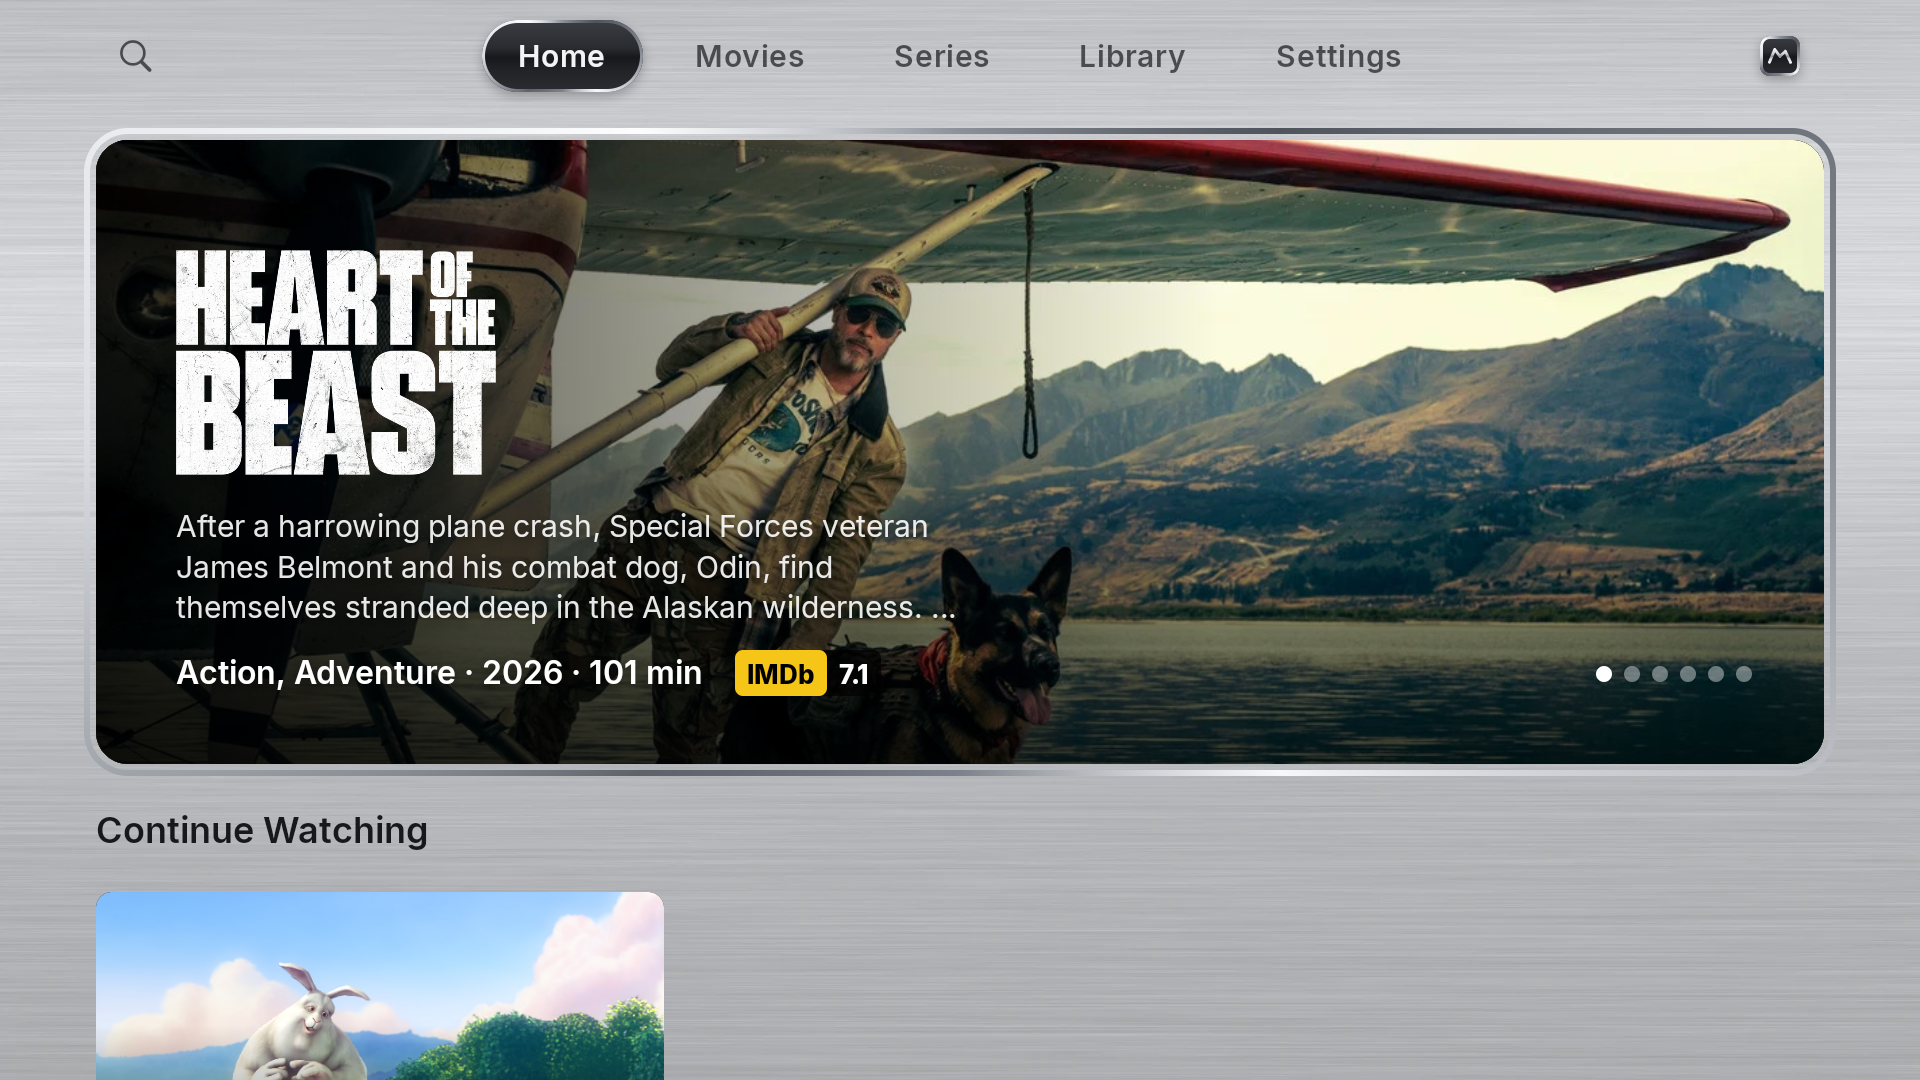 Home
Movies
Series
Library
Settings
HEART OF THE
BEAST
After a harrowing plane crash, Special Forces veteran
James Belmont and his combat dog, Odin, find
themselves stranded deep in the Alaskan wilderness. ...
Action, Adventure · 2026 · 101 min
IMDb 7.1
Continue Watching